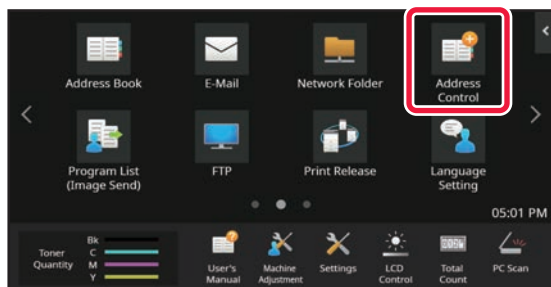 Address Book
E-Mail
Network Folder
Address
Control
Program List
(Image Send)
FTP
Print Release
Language
Setting
05:01 PM
Toner
Quantity
Bk
C
M
Y
User's
Manual
Machine
Adjustment
Settings
LCD
Control
Total
Count
PC Scan